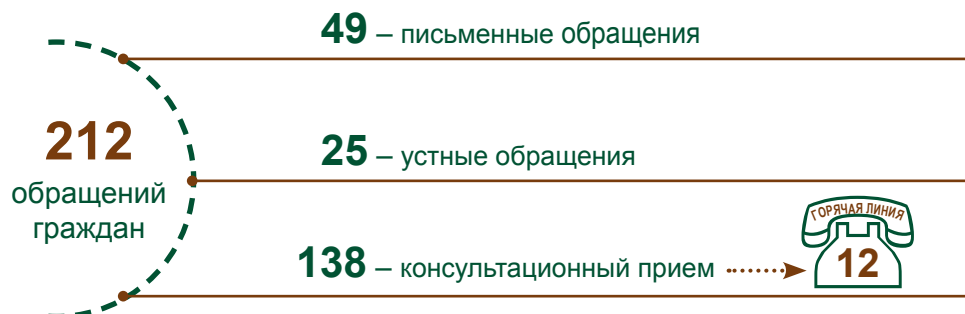 49 – письменные обращения
212
обращений
граждан
25 – устные обращения
ГОРЯЧАЯ ЛИНИЯ
138 – консультационный прием
12